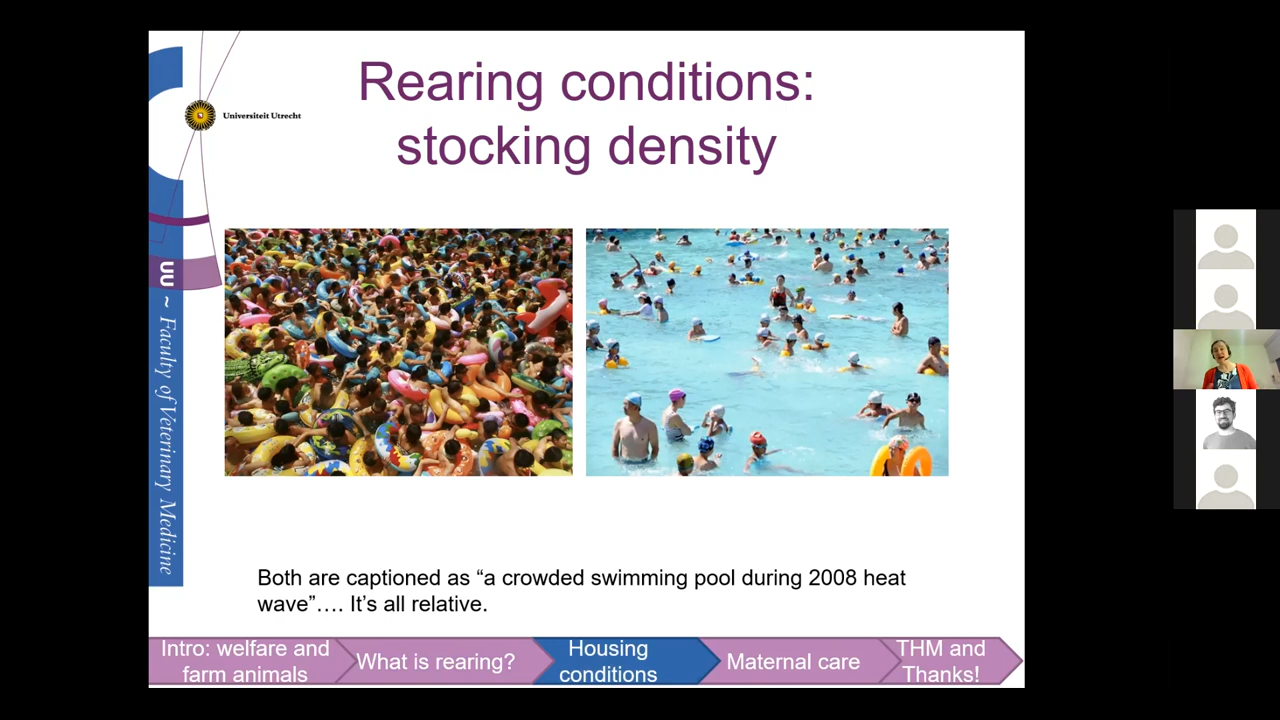 Rearing conditions:
stocking density
Universiteit Utrecht
~ Faculty of Veterinary Medicine
Both are captioned as “a crowded swimming pool during 2008 heat
wave”…. It’s all relative.
Intro: welfare and
farm animals
What is rearing?
Housing
conditions
Maternal care
THM and
Thanks!